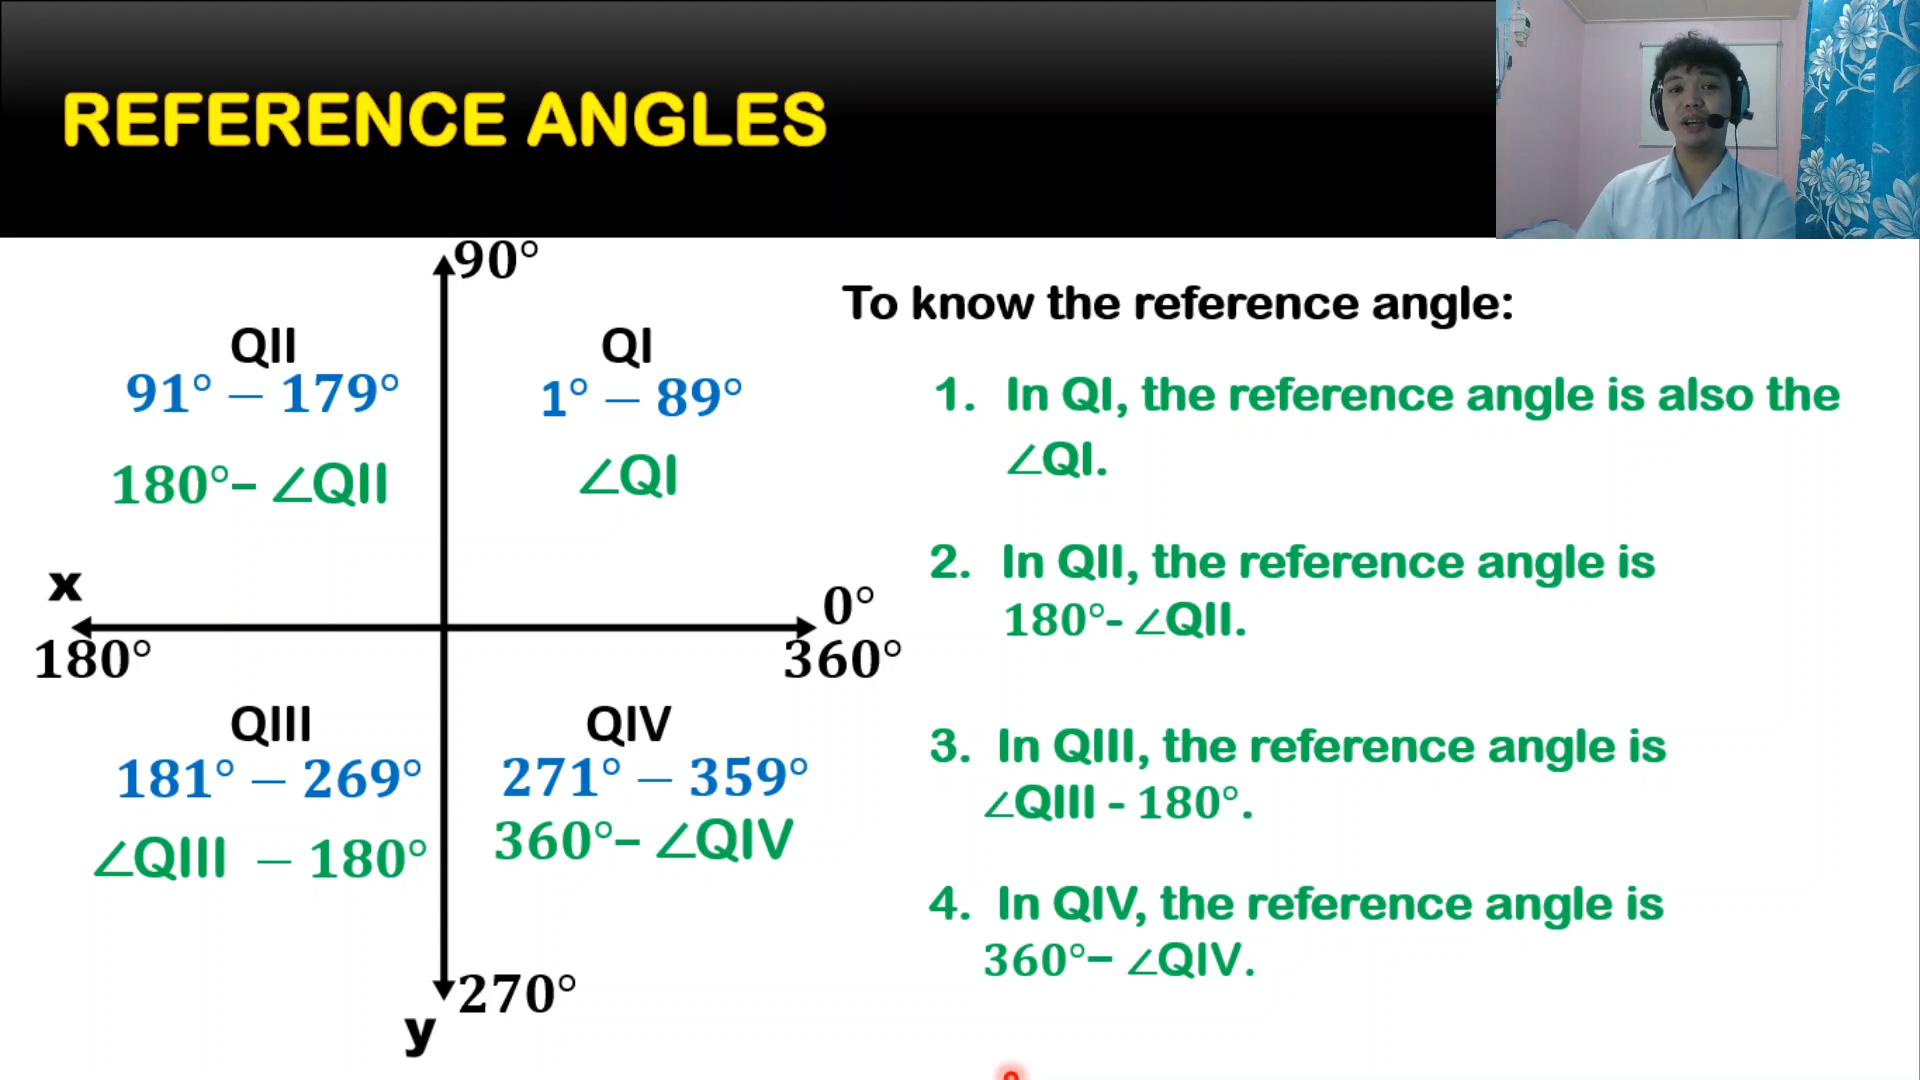 REFERENCE ANGLES
90°
QII
91° – 179°
180°– ∠QII
QI
1° – 89°
∠QI
x
180°
0°
360°
QIII
181° – 269°
∠QIII – 180°
QIV
271° – 359°
360°– ∠QIV
270°
y
To know the reference angle:
1. In QI, the reference angle is also the
∠QI.
2. In QII, the reference angle is
180°- ∠QII.
3. In QIII, the reference angle is
∠QIII - 180°.
4. In QIV, the reference angle is
360°– ∠QIV.